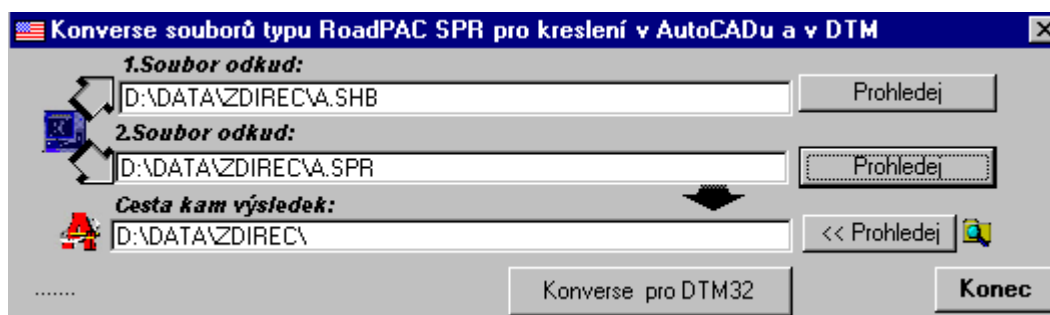 Konverse souborů typu RoadPAC SPR pro kreslení v AutoCADu a v DTM
1.Soubor odkud:
D:\DATA\ZDIREC\A.SHB
Prohledej
2.Soubor odkud:
D:\DATA\ZDIREC\A.SPR
Prohledej
Cesta kam výsledek:
D:\DATA\ZDIREC\
<< Prohledej
.......
Konverse pro DTM32
Konec